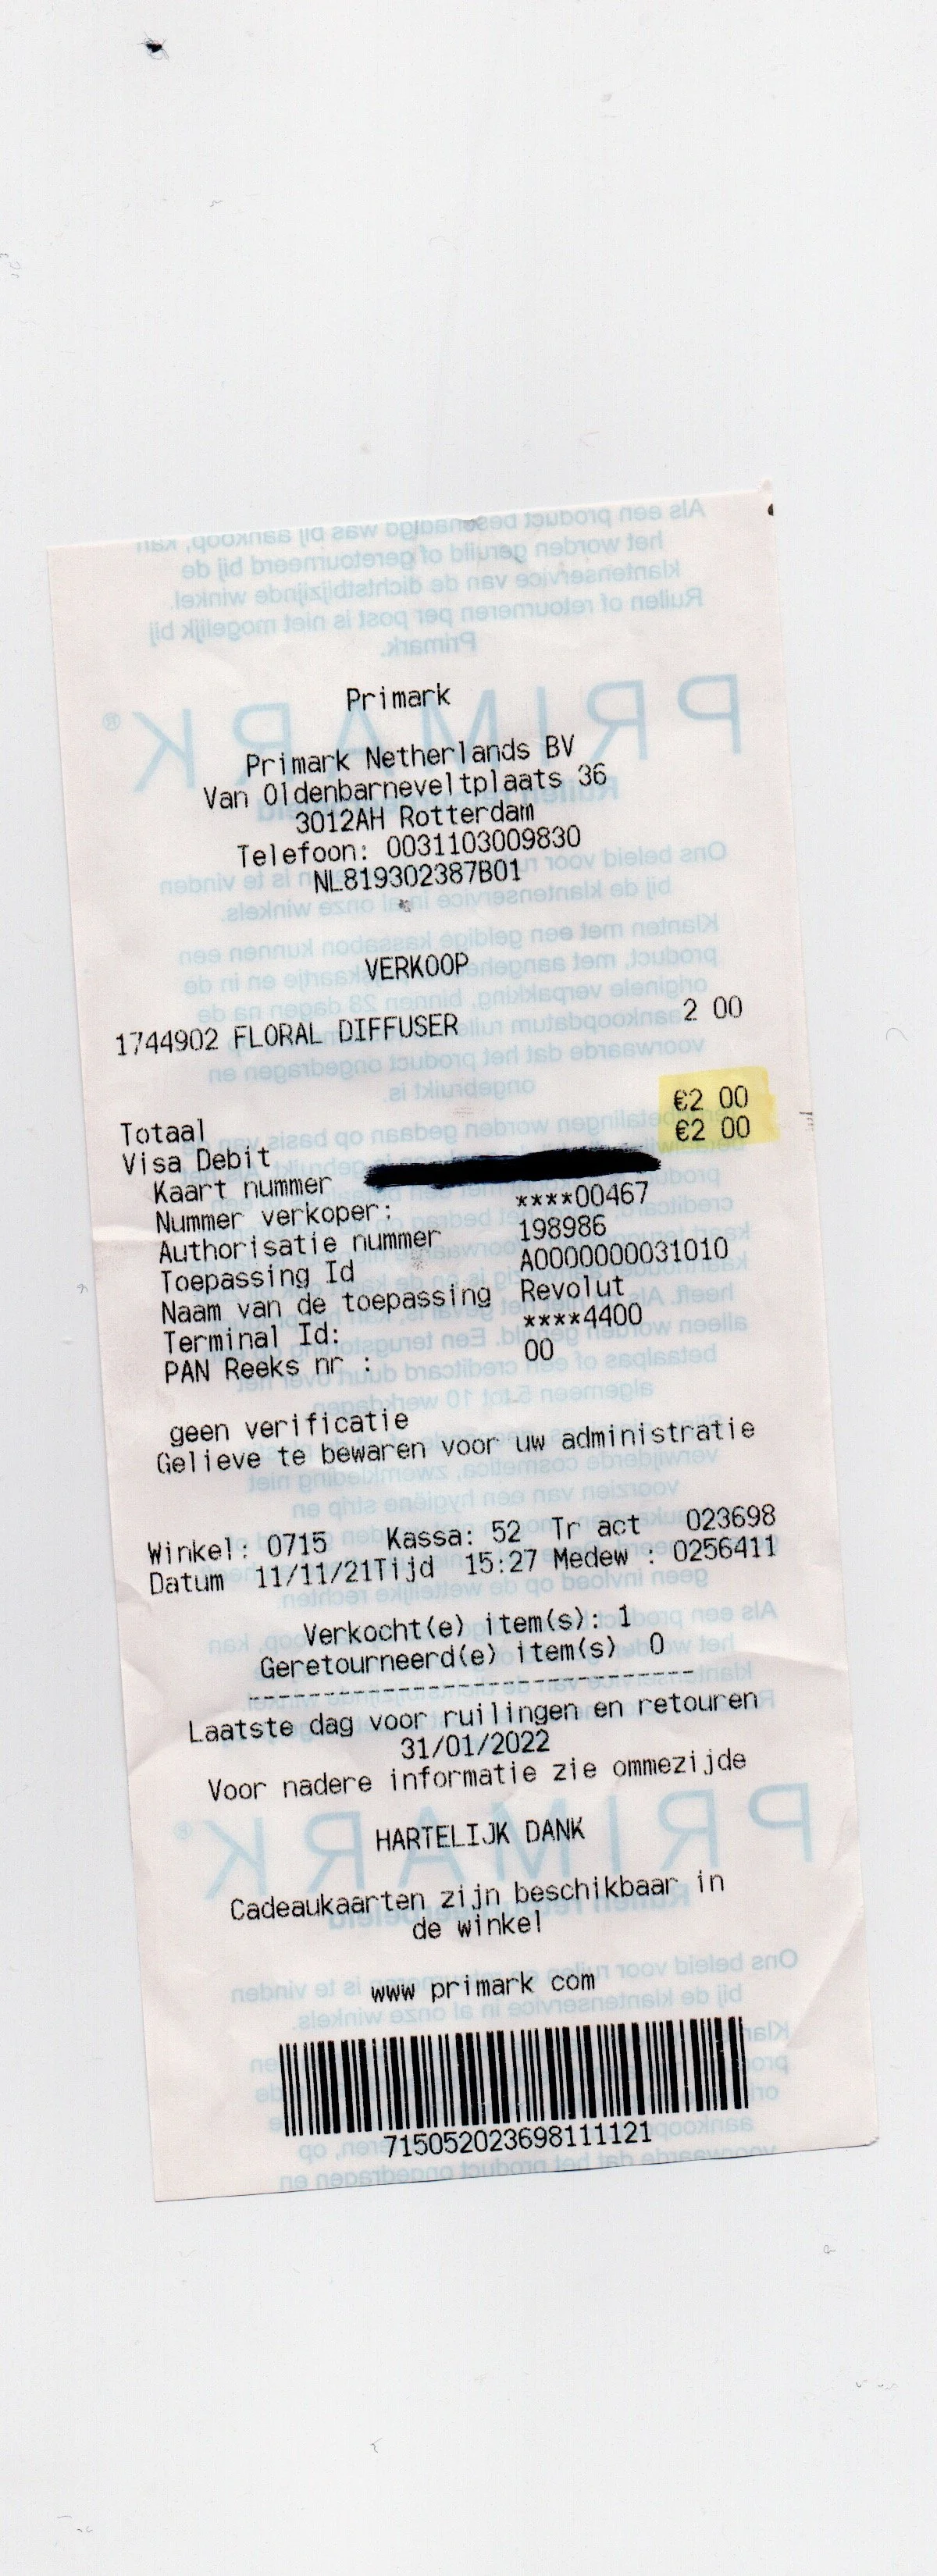 Primark
Primark Netherlands BV
Van Oldenbarneveltplaats 36
3012AH Rotterdam
Telefoon: 0031103009830
NL819302387B01
VERKOOP
1744902 FLORAL DIFFUSER 2 00
€2 00
Totaal €2 00
Visa Debit
Kaart nummer
Nummer verkoper: ****00467
Authorisatie nummer 198986
Toepassing Id A0000000031010
Naam van de toepassing Revolut
Terminal Id: ****4400
PAN Reeks nr : 00
geen verificatie
Gelieve te bewaren voor uw administratie
Winkel: 0715 Kassa: 52 Tr act 023698
Datum 11/11/21Tijd 15:27 Medew : 0256411
Verkocht(e) item(s): 1
Geretourneerd(e) item(s) 0
--------------------------------
Laatste dag voor ruilingen en retouren
31/01/2022
Voor nadere informatie zie ommezijde
HARTELIJK DANK
Cadeaukaarten zijn beschikbaar in
de winkel
www primark com
715052023698111121